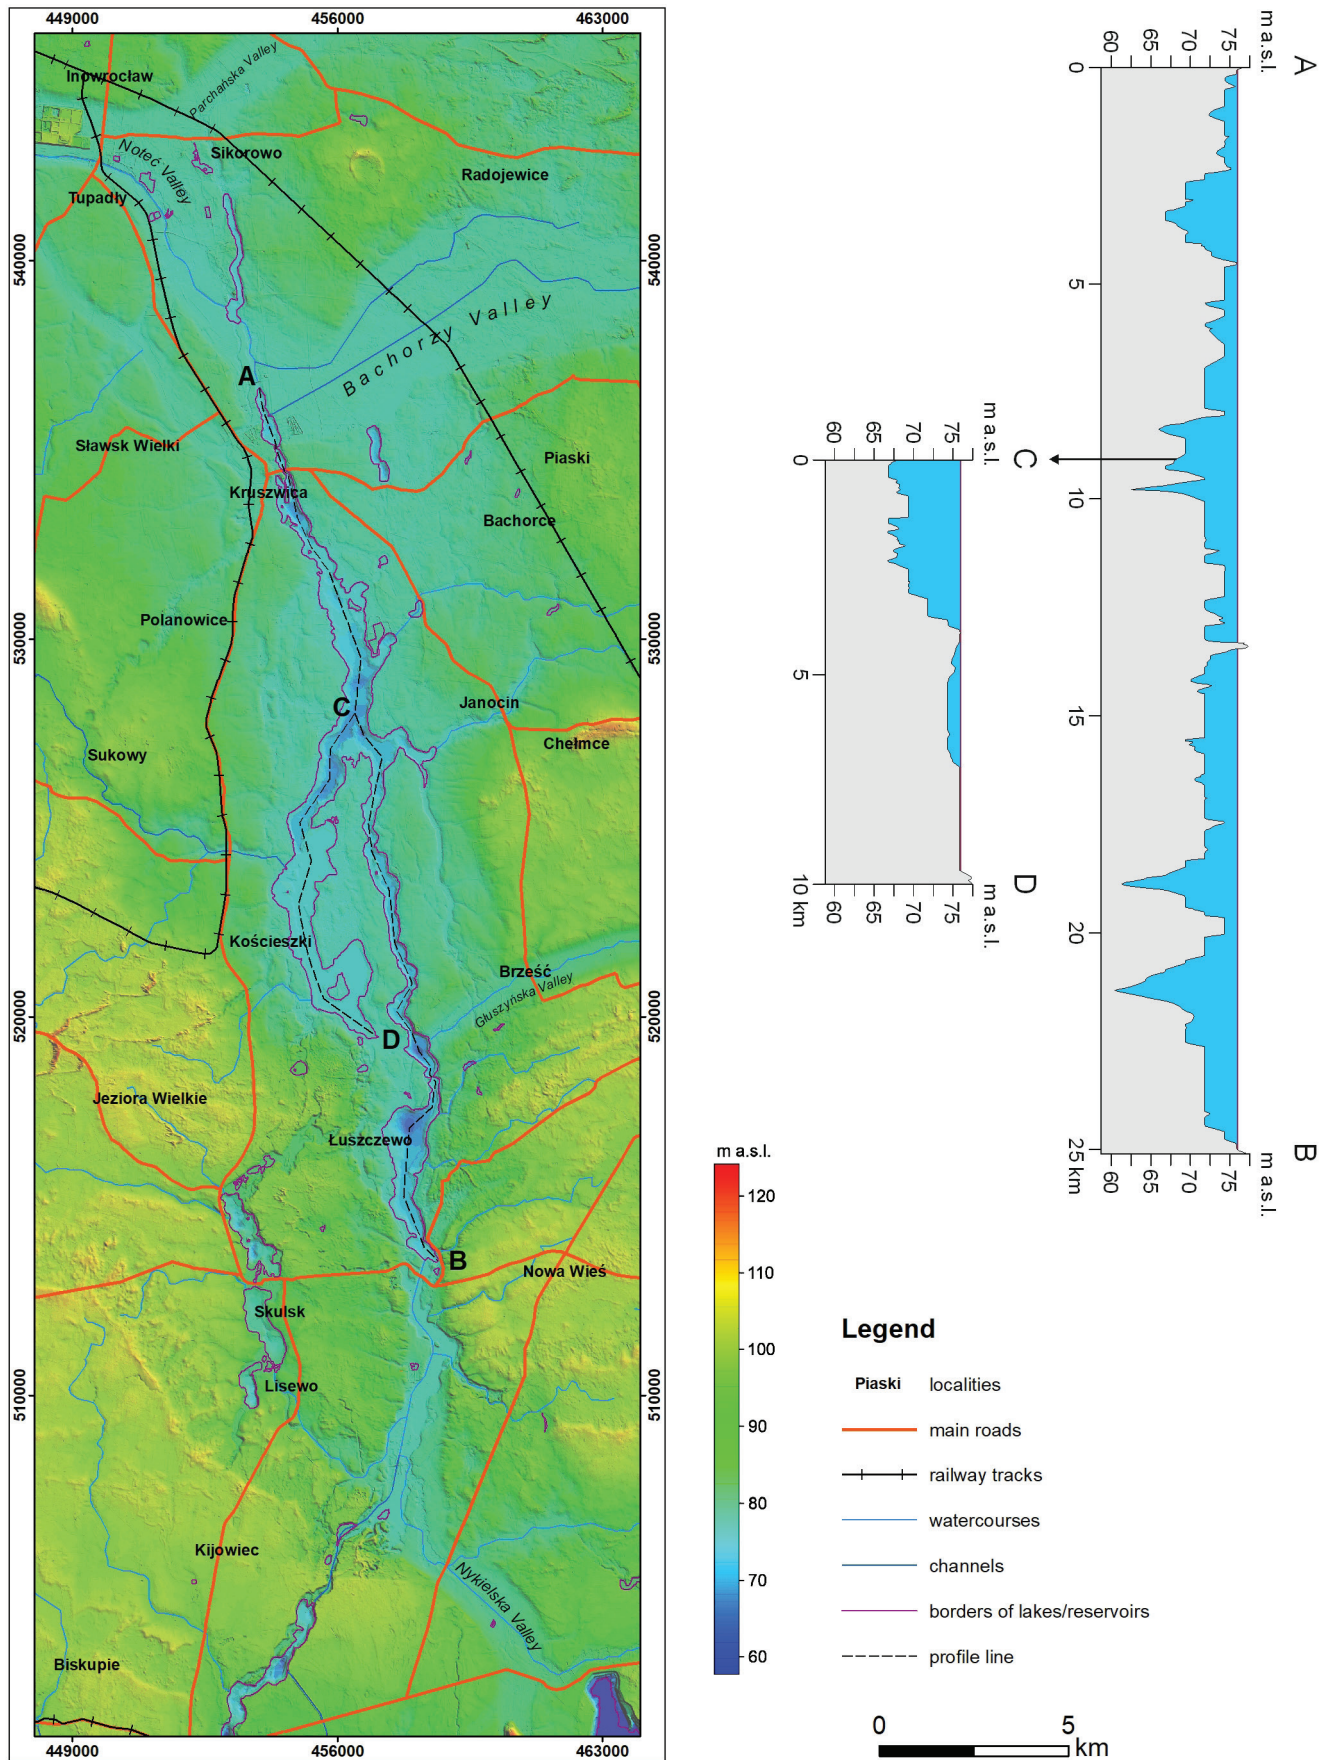 449000 456000 463000
540000
530000
520000
510000
540000
530000
520000
510000
449000 456000 463000
Inowrocław
Parchańska Valley
Sikorowo
Noteć Valley
Radojewice
Tupadły
Bachorzy Valley
A
Sławsk Wielki
Piaski
Kruszwica
Bachorce
Polanowice
C
Janocin
Chełmce
Sukowy
Kościeszki
Brześć
Głuszyńska Valley
D
Jeziora Wielkie
Łuszczewo
B
Nowa Wieś
Skulsk
Lisewo
Kijowiec
Nykielska Valley
Biskupie
A
m a.s.l.
60 65 70 75
0
5
10
15
20
25 km
60 65 70 75
m a.s.l.
B
C
m a.s.l.
60 65 70 75
0
5
10 km
60 65 70 75
m a.s.l.
D
m a.s.l.
120
110
100
90
80
70
60
Legend
Piaski localities
main roads
railway tracks
watercourses
channels
borders of lakes/reservoirs
profile line
0 5
km